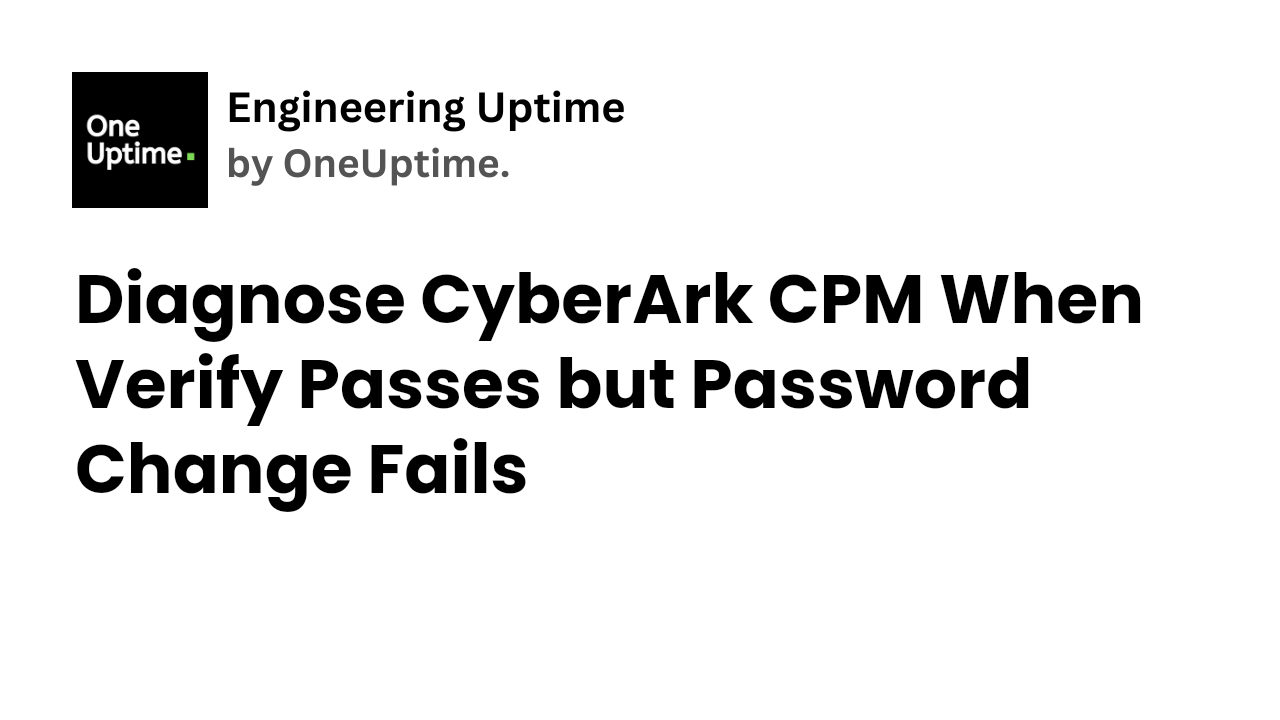 One
Uptime.
Engineering Uptime
by OneUptime.
Diagnose CyberArk CPM When
Verify Passes but Password
Change Fails